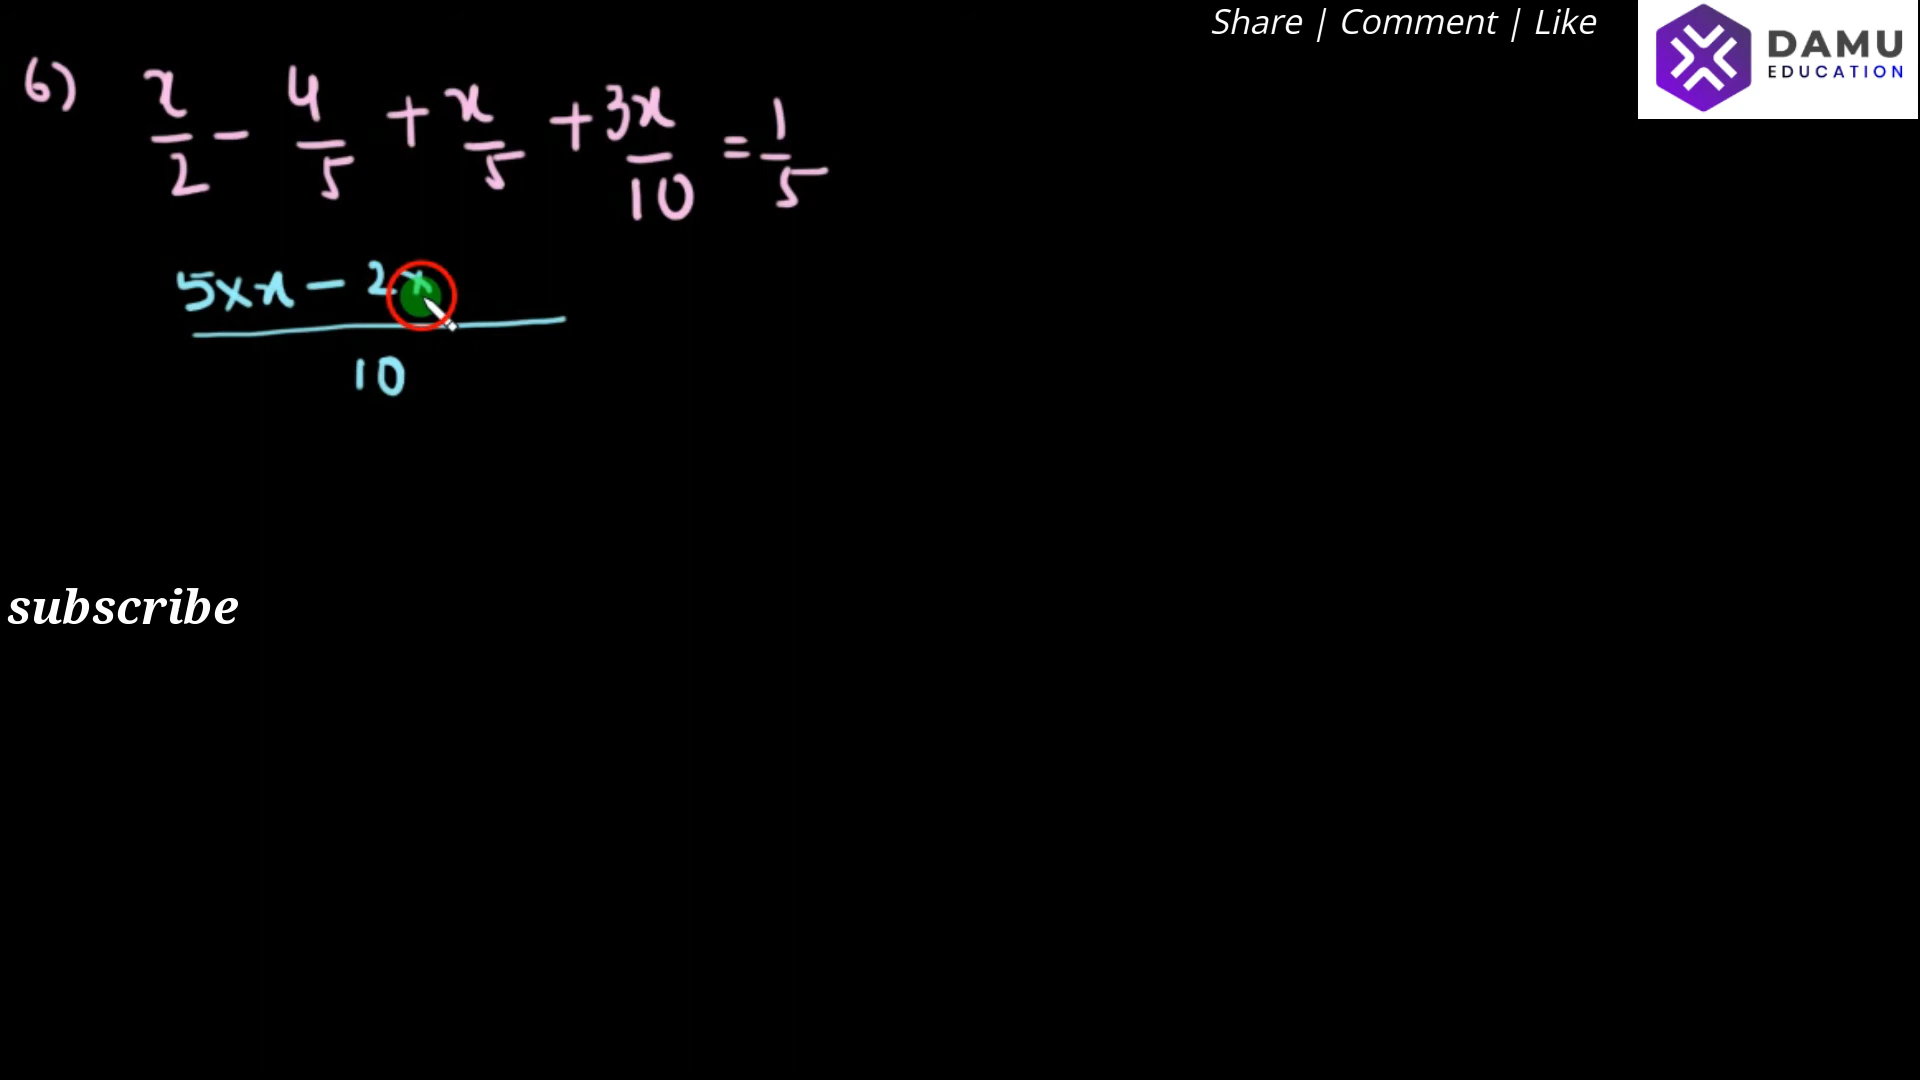 Share | Comment | Like
DAMU
EDUCATION
6) x/2 - 4/5 + x/5 + 3x/10 = 1/5
5×x - 2×
10
subscribe